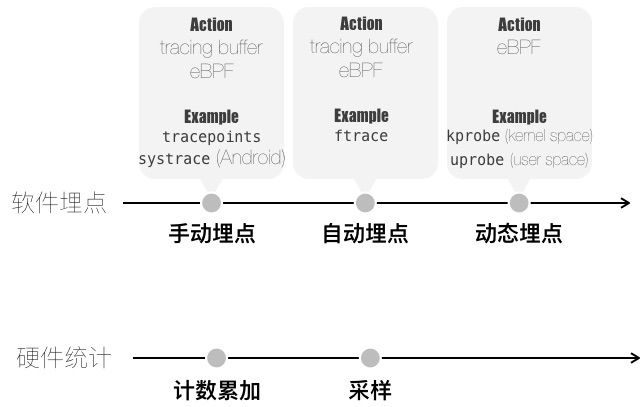 Action
tracing buffer
eBPF
Example
tracepoints
systrace (Android)
Action
tracing buffer
eBPF
Example
ftrace
Action
eBPF
Example
kprobe (kernel space)
uprobe (user space)
软件埋点
手动埋点
自动埋点
动态埋点
硬件统计
计数累加
采样